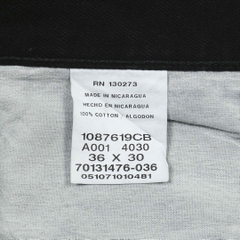 RN 130273
MADE IN NICARAGUA
HECHO EN NICARAGUA
100% COTTON / ALGODON
1087619CB
A001 4030
36 X 30
70131476-036
051071010481